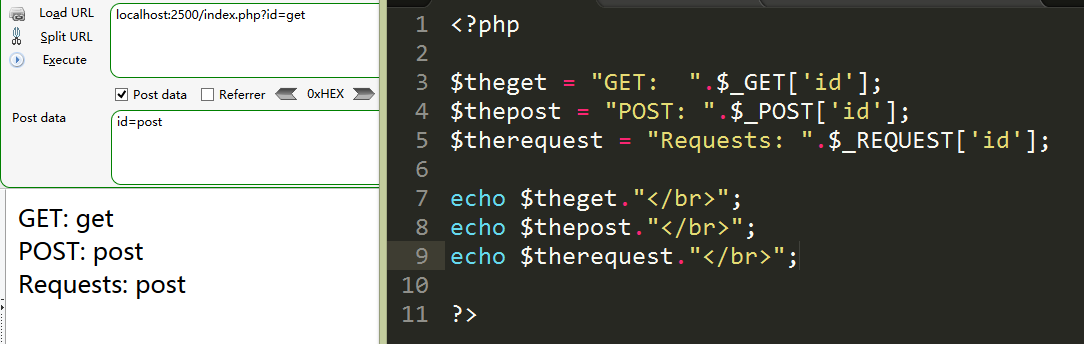 Load URL
Split URL
Execute
localhost:2500/index.php?id=get
Post data Referrer 0xHEX
Post data
id=post
GET: get
POST: post
Requests: post
1 <?php
2
3 $theget = "GET:  ".$_GET['id'];
4 $thepost = "POST: ".$_POST['id'];
5 $therequest = "Requests: ".$_REQUEST['id'];
6
7 echo $theget."</br>";
8 echo $thepost."</br>";
9 echo $therequest."</br>";
10
11 ?>